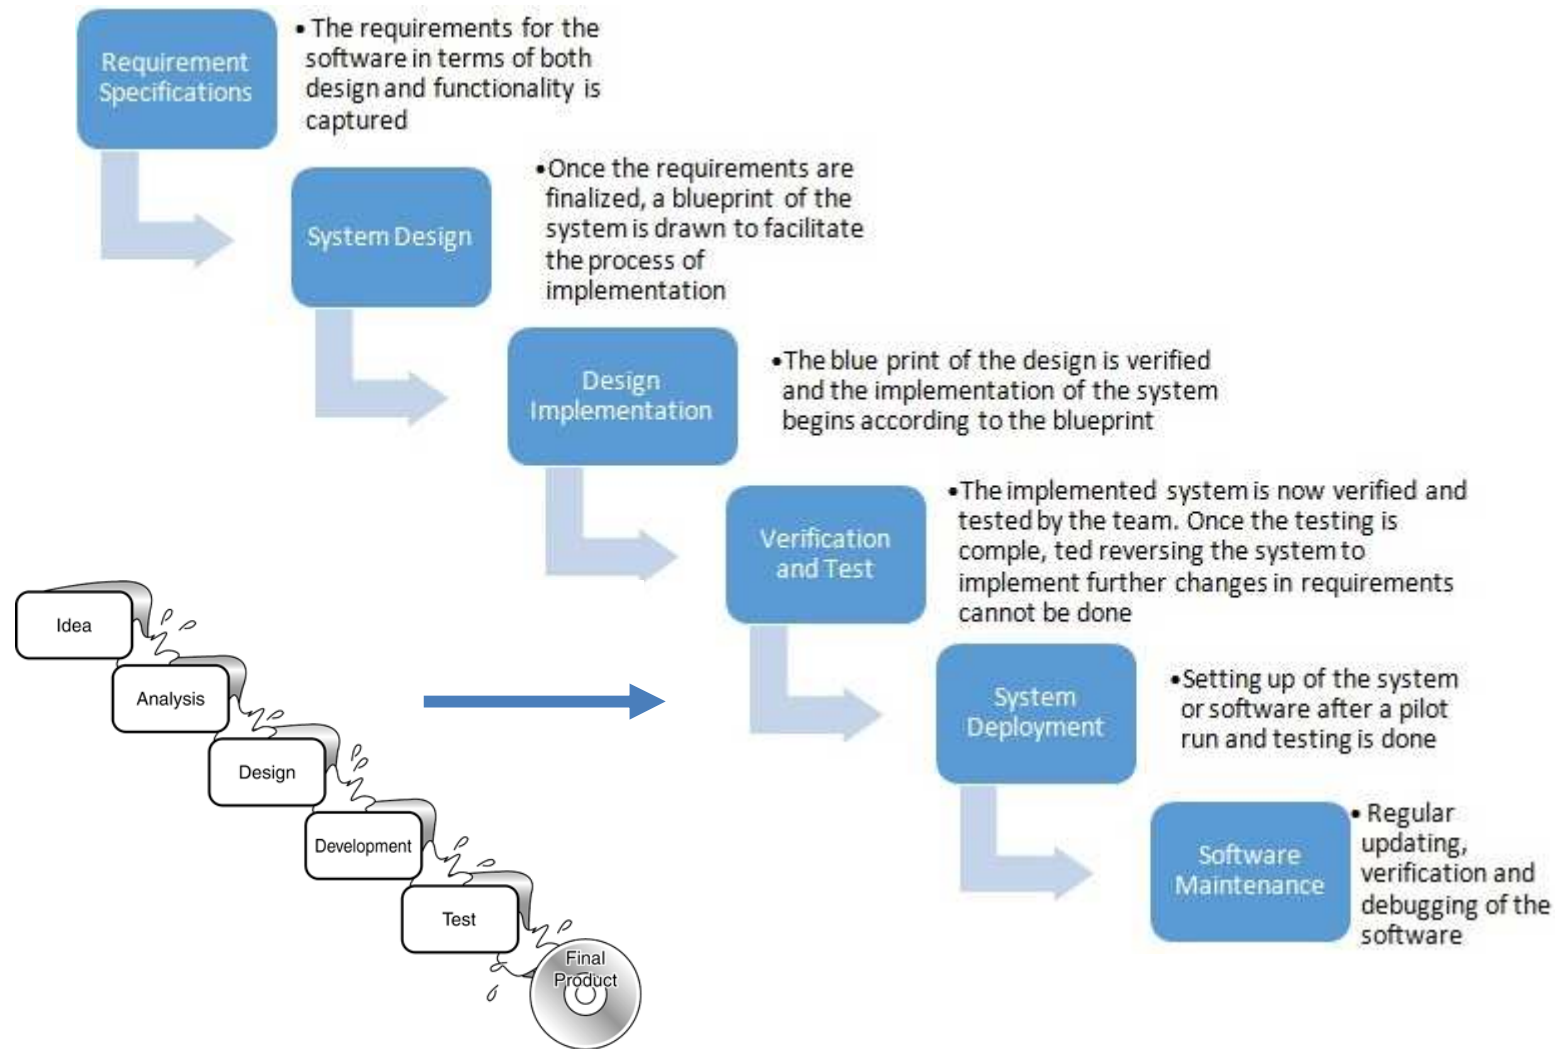 Requirement
Specifications
• The requirements for the
software in terms of both
design and functionality is
captured
System Design
•Once the requirements are
finalized, a blueprint of the
system is drawn to facilitate
the process of
implementation
Design
Implementation
•The blue print of the design is verified
and the implementation of the system
begins according to the blueprint
Verification
and Test
•The implemented system is now verified and
tested by the team. Once the testing is
comple, ted reversing the system to
implement further changes in requirements
cannot be done
System
Deployment
•Setting up of the system
or software after a pilot
run and testing is done
Software
Maintenance
• Regular
updating,
verification and
debugging of the
software
Idea
Analysis
Design
Development
Test
Final
Product